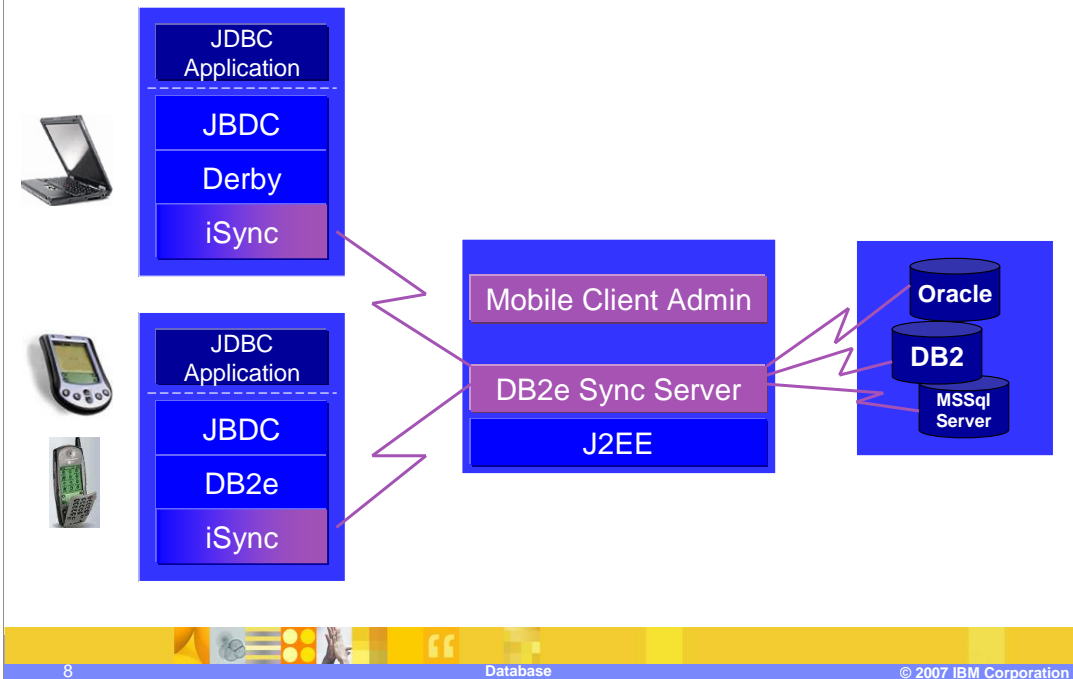 JDBC
Application
JBDC
Derby
iSync
JDBC
Application
JBDC
DB2e
iSync
Mobile Client Admin
DB2e Sync Server
J2EE
Oracle
DB2
MSSql
Server
8
Database
© 2007 IBM Corporation